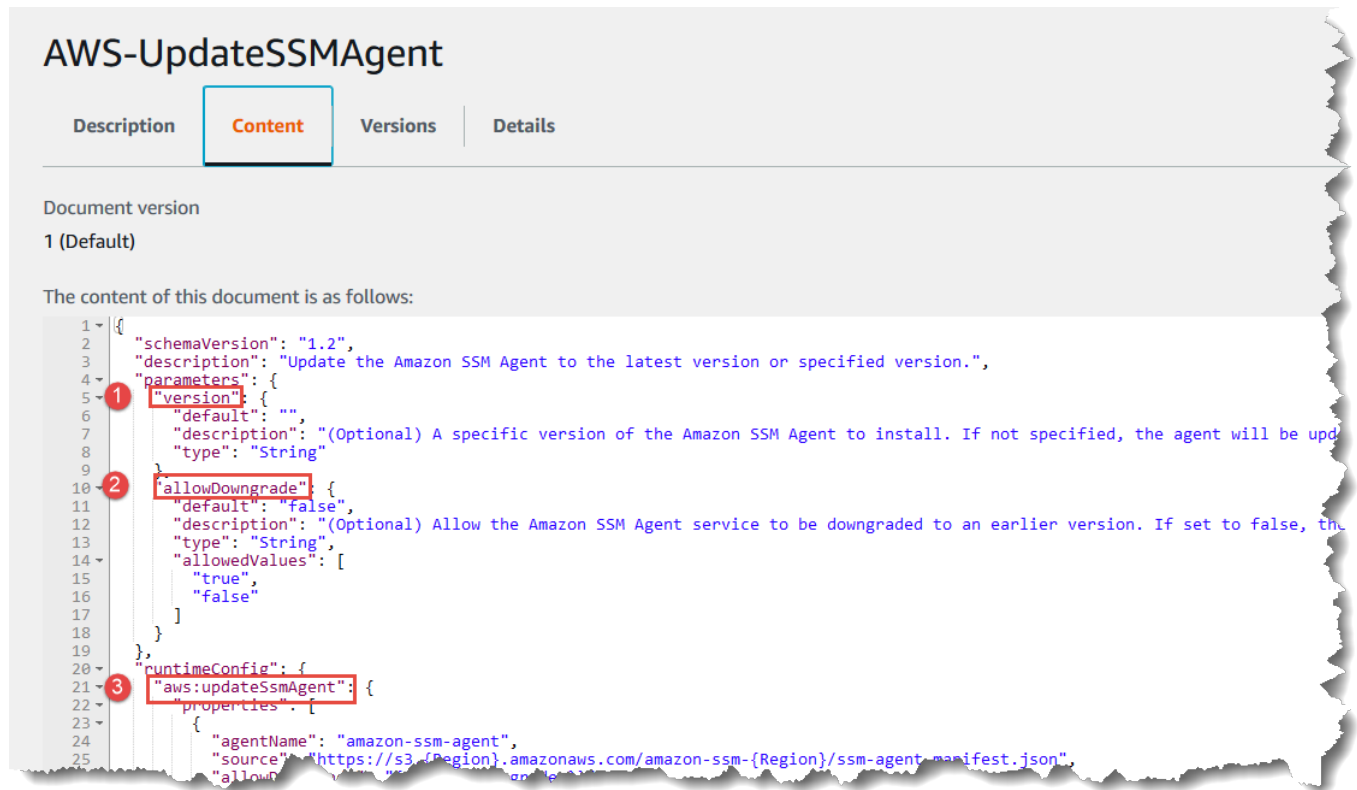 AWS-UpdateSSMAgent
Description Content Versions Details
Document version
1 (Default)
The content of this document is as follows:
1 {
2 "schemaVersion": "1.2",
3 "description": "Update the Amazon SSM Agent to the latest version or specified version.",
4 "parameters": {
5 1 "version": {
6 "default": "",
7 "description": "(Optional) A specific version of the Amazon SSM Agent to install. If not specified, the agent will be upd
8 "type": "String"
9 },
10 2 "allowDowngrade": {
11 "default": "false",
12 "description": "(Optional) Allow the Amazon SSM Agent service to be downgraded to an earlier version. If set to false, the
13 "type": "String",
14 "allowedValues": [
15 "true",
16 "false"
17 ]
18 }
19 },
20 "runtimeConfig": {
21 3 "aws:updateSsmAgent": {
22 "properties": [
23 {
24 "agentName": "amazon-ssm-agent",
25 "source": "https://s3.{Region}.amazonaws.com/amazon-ssm-{Region}/ssm-agent-manifest.json",